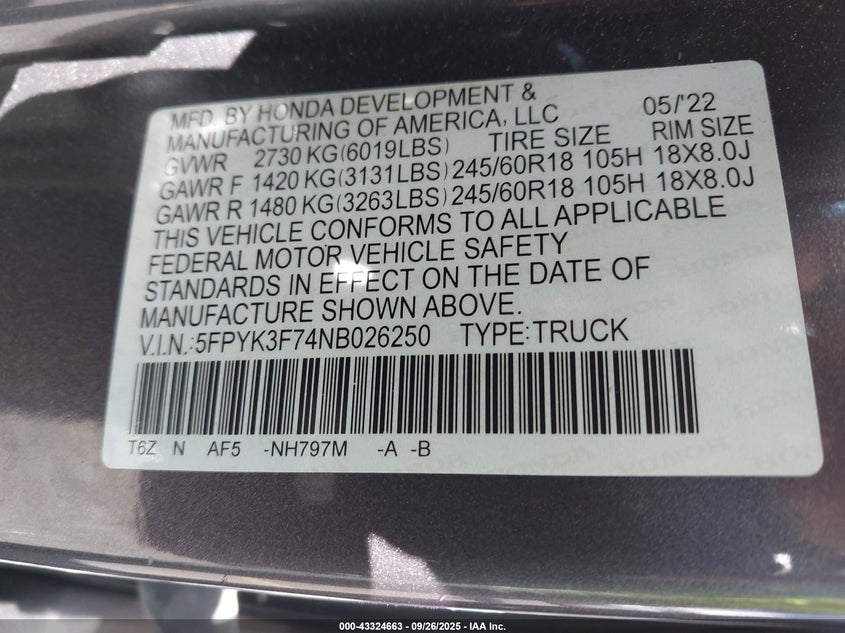 MFD. BY HONDA DEVELOPMENT & 05/'22
MANUFACTURING OF AMERICA, LLC
GVWR 2730 KG(6019LBS) TIRE SIZE RIM SIZE
GAWR F 1420 KG(3131LBS) 245/60R18 105H 18X8.0J
GAWR R 1480 KG(3263LBS) 245/60R18 105H 18X8.0J
THIS VEHICLE CONFORMS TO ALL APPLICABLE
FEDERAL MOTOR VEHICLE SAFETY
STANDARDS IN EFFECT ON THE DATE OF
MANUFACTURE SHOWN ABOVE.
V.I.N.:5FPYK3F74NB026250 TYPE:TRUCK
T6Z N AF5 -NH797M -A -B
000-43324663 - 09/26/2025 - IAA Inc.